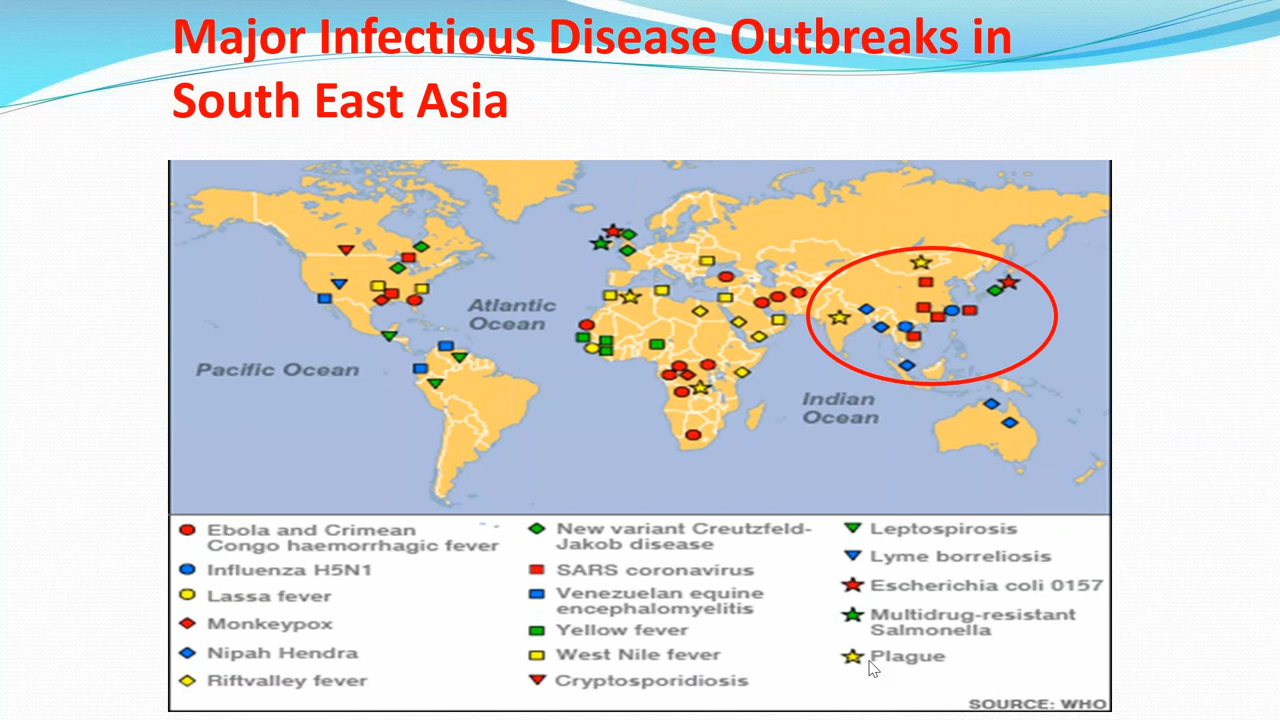 Major Infectious Disease Outbreaks in
South East Asia
Atlantic
Ocean
Pacific Ocean
Indian
Ocean
Ebola and Crimean
Congo haemorrhagic fever
Influenza H5N1
Lassa fever
Monkeypox
Nipah Hendra
Riftvalley fever
New variant Creutzfeld-
Jakob disease
SARS coronavirus
Venezuelan equine
encephalomyelitis
Yellow fever
West Nile fever
Cryptosporidiosis
Leptospirosis
Lyme borreliosis
Escherichia coli 0157
Multidrug-resistant
Salmonella
Plague
SOURCE: WHO